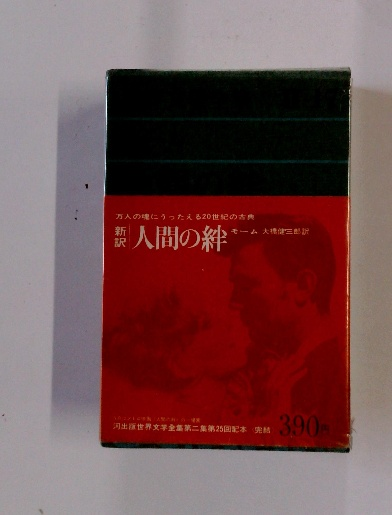 万人の魂にうったえる20世紀の古典
新訳 人間の絆 モーム 大橋健三郎訳
河出版世界文学全集第二集第25回配本 完結 390円